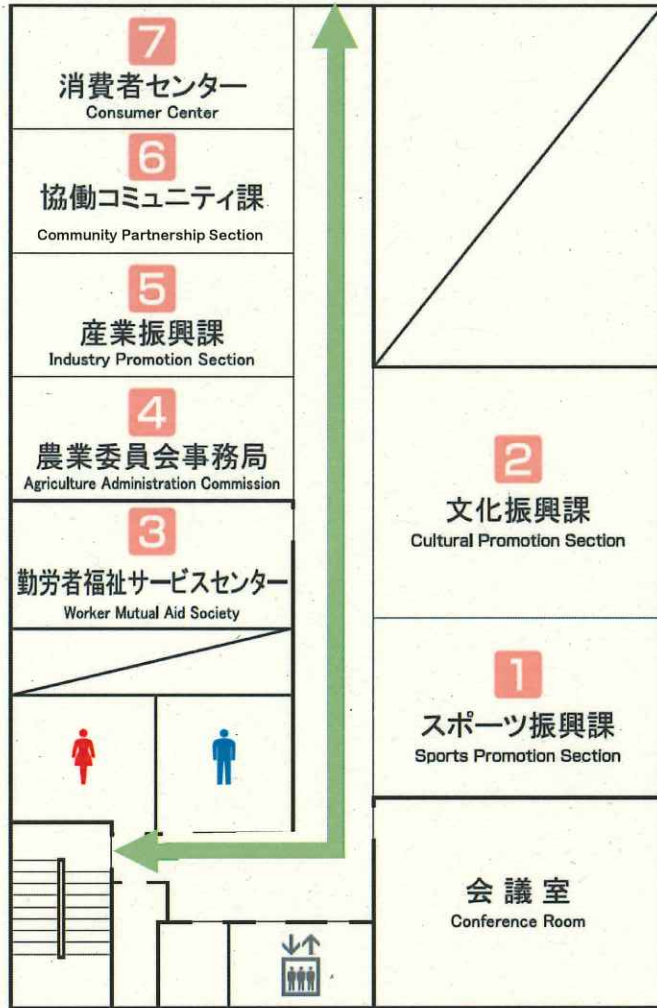 7
消費者センター
Consumer Center
6
協働コミュニティ課
Community Partnership Section
5
産業振興課
Industry Promotion Section
4
農業委員会事務局
Agriculture Administration Commission
3
勤労者福祉サービスセンター
Worker Mutual Aid Society
2
文化振興課
Cultural Promotion Section
1
スポーツ振興課
Sports Promotion Section
会議室
Conference Room